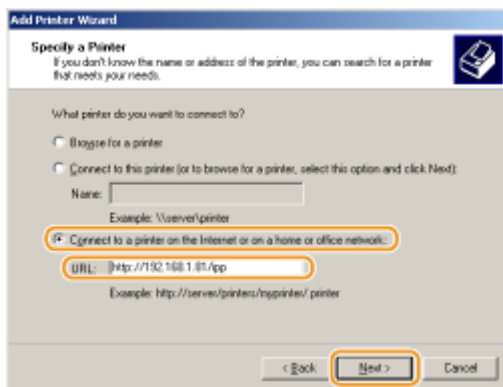 Add Printer Wizard
Specify a Printer
If you don't know the name or address of the printer, you can search for a printer
that meets your needs.
What printer do you want to connect to?
Browse for a printer
Connect to this printer (or to browse for a printer, select this option and click Next):
Name:
Example: \\server\printer
Connect to a printer on the Internet or on a home or office network:
URL: http://192.168.1.81/ipp
Example: http://server/printers/myprinter/.printer
< Back Next > Cancel